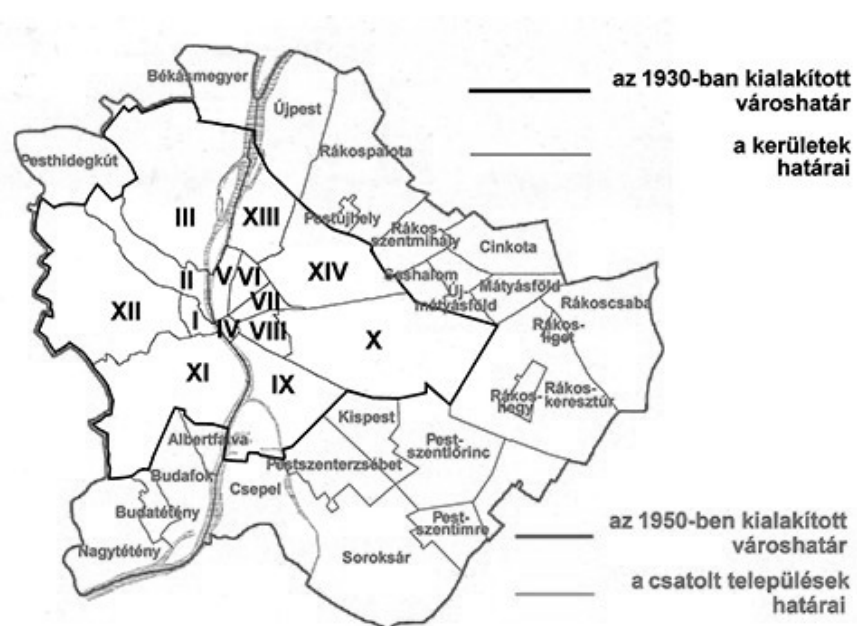 az 1930-ban kialakított
városhatár
a kerületek
határai
Békásmegyer
Újpest
Pesthidegkút
Rákospalota
Pestújhely
Rákos-
szentmihály
Cinkota
III
XIII
Sashalom
Mátyásföld
Új-
mátyásföld
Rákoscsaba
II
V
VI
XIV
XII
VII
Rákos-
liget
I
IV
VIII
X
XI
IX
Rákos-
hegy
Rákos-
keresztúr
Kispest
Albertfalva
Pest-
szentlőrinc
Pestszenterzsébet
Budafok
Csepel
Budatétény
Pest-
szentimre
Nagytétény
Soroksár
az 1950-ben kialakított
városhatár
a csatolt települések
határai